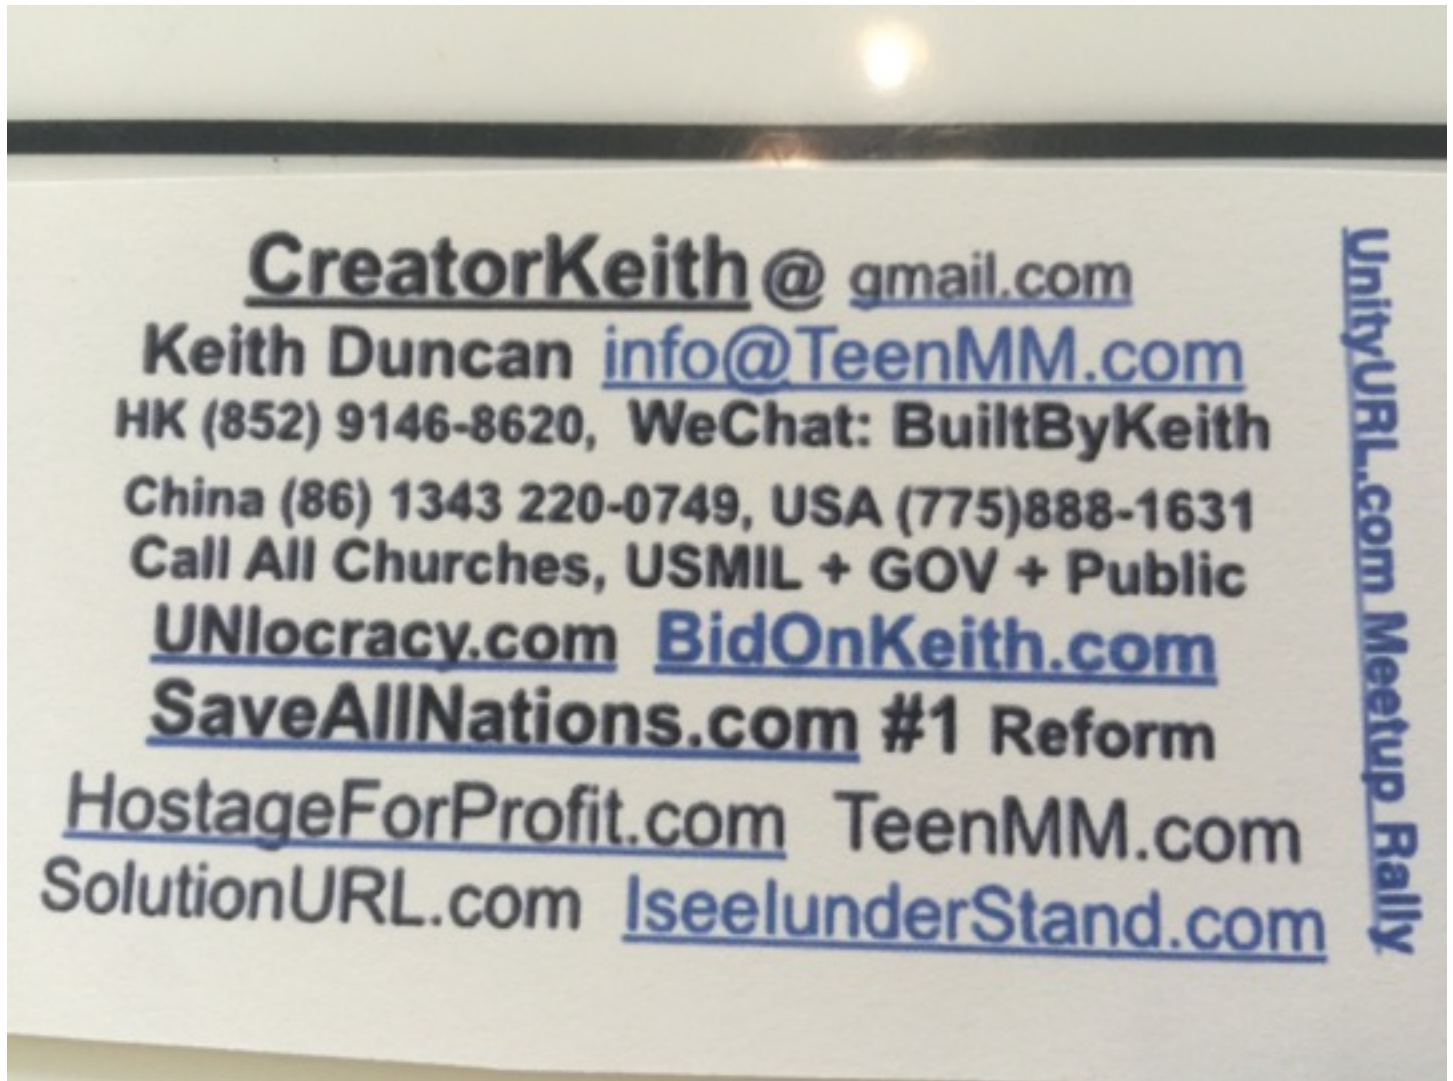 CreatorKeith@ gmail.com
Keith Duncan info@TeenMM.com
HK (852) 9146-8620, WeChat: BuiltByKeith
China (86) 1343 220-0749, USA (775)888-1631
Call All Churches, USMIL + GOV + Public
UNIocracy.com BidOnKeith.com
SaveAllNations.com #1 Reform
HostageForProfit.com TeenMM.com
SolutionURL.com IseeIunderStand.com
UnityURL.com Meetup Rally